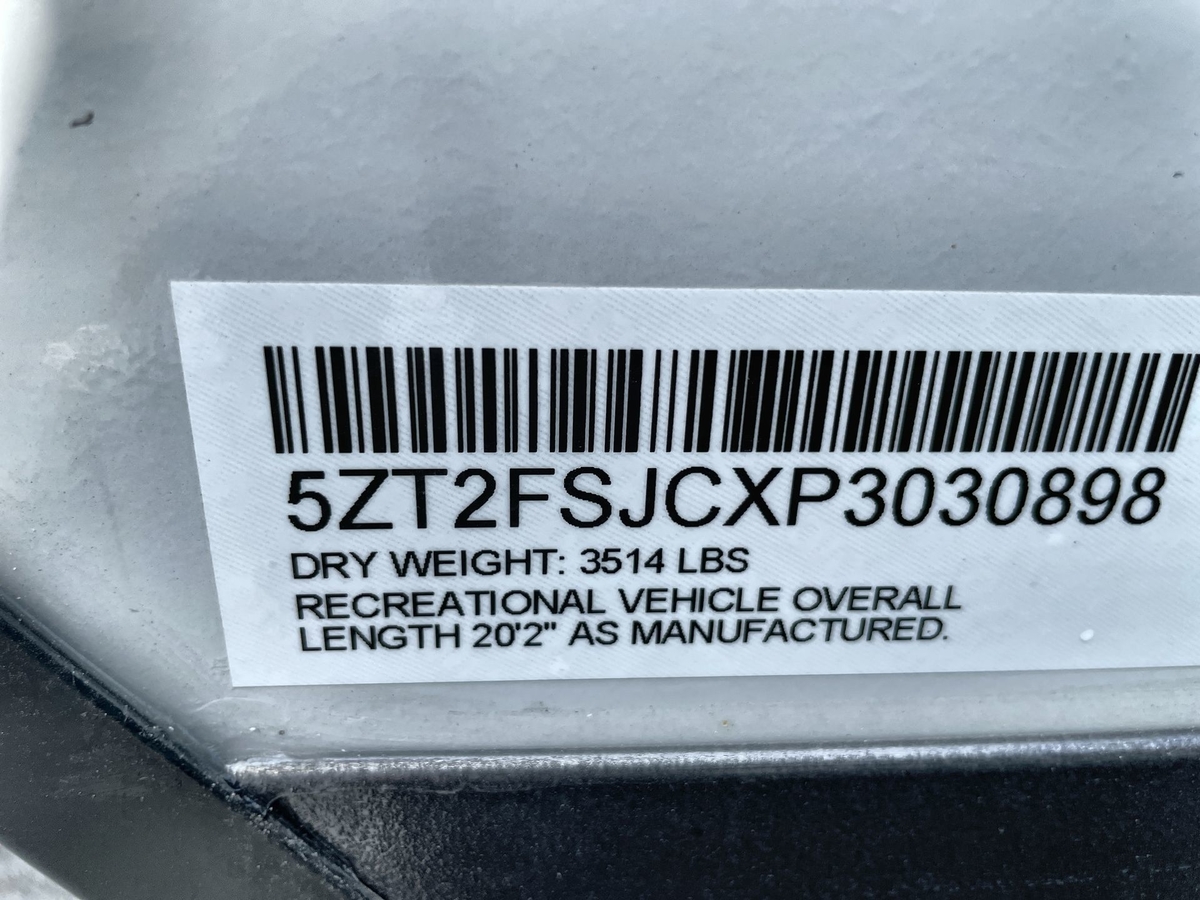 5ZT2FSJCXP3030898
DRY WEIGHT: 3514 LBS
RECREATIONAL VEHICLE OVERALL
LENGTH 20'2" AS MANUFACTURED.